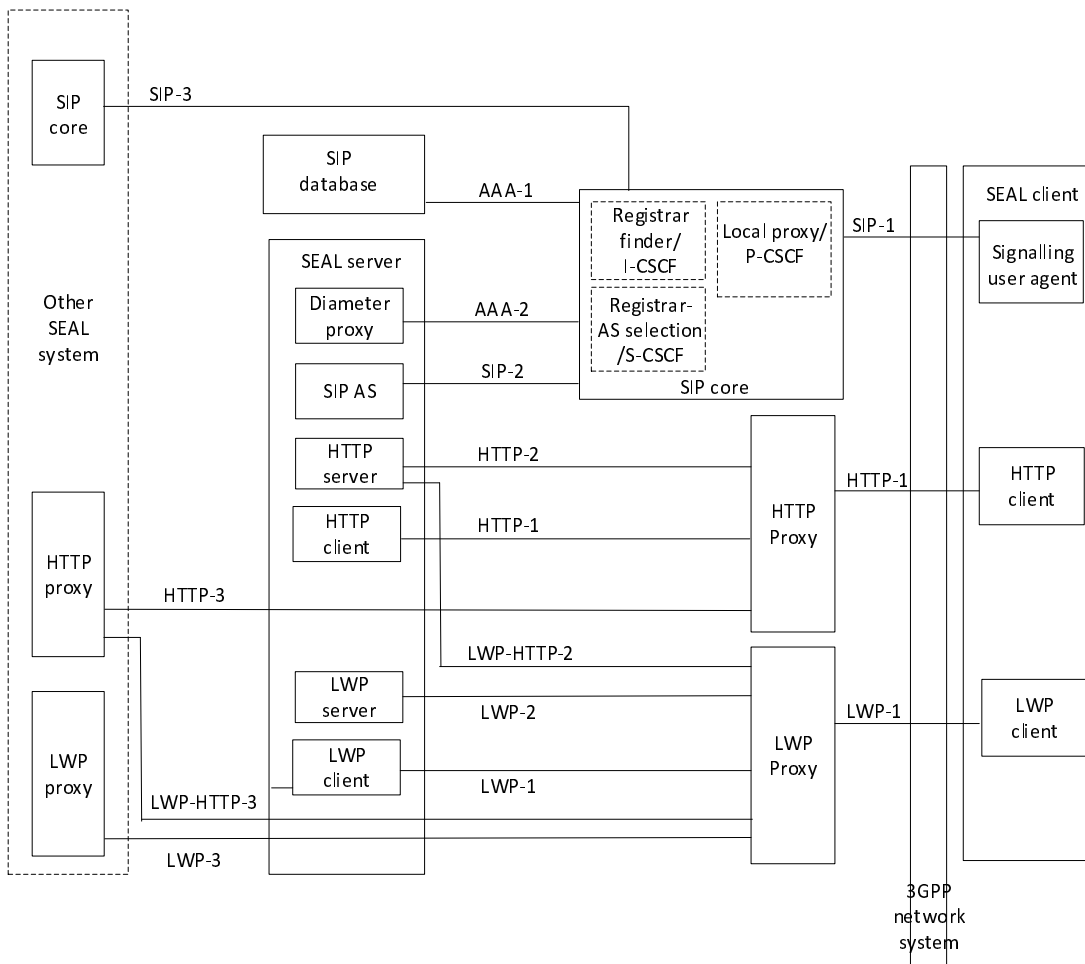 SIP
core
SIP-3
SIP
database
AAA-1
Registrar
finder/
I-CSCF
Local proxy/
P-CSCF
SIP-1
SEAL client
Signalling
user agent
SEAL server
Diameter
proxy
AAA-2
Registrar-
AS selection
/S-CSCF
SIP core
Other
SEAL
system
SIP AS
SIP-2
HTTP
server
HTTP-2
HTTP
client
HTTP-1
HTTP
Proxy
HTTP-1
HTTP
client
HTTP
proxy
HTTP-3
LWP-HTTP-2
LWP
server
LWP-2
LWP
Proxy
LWP-1
LWP
client
LWP
proxy
LWP
client
LWP-1
LWP-HTTP-3
LWP-3
3GPP
network
system